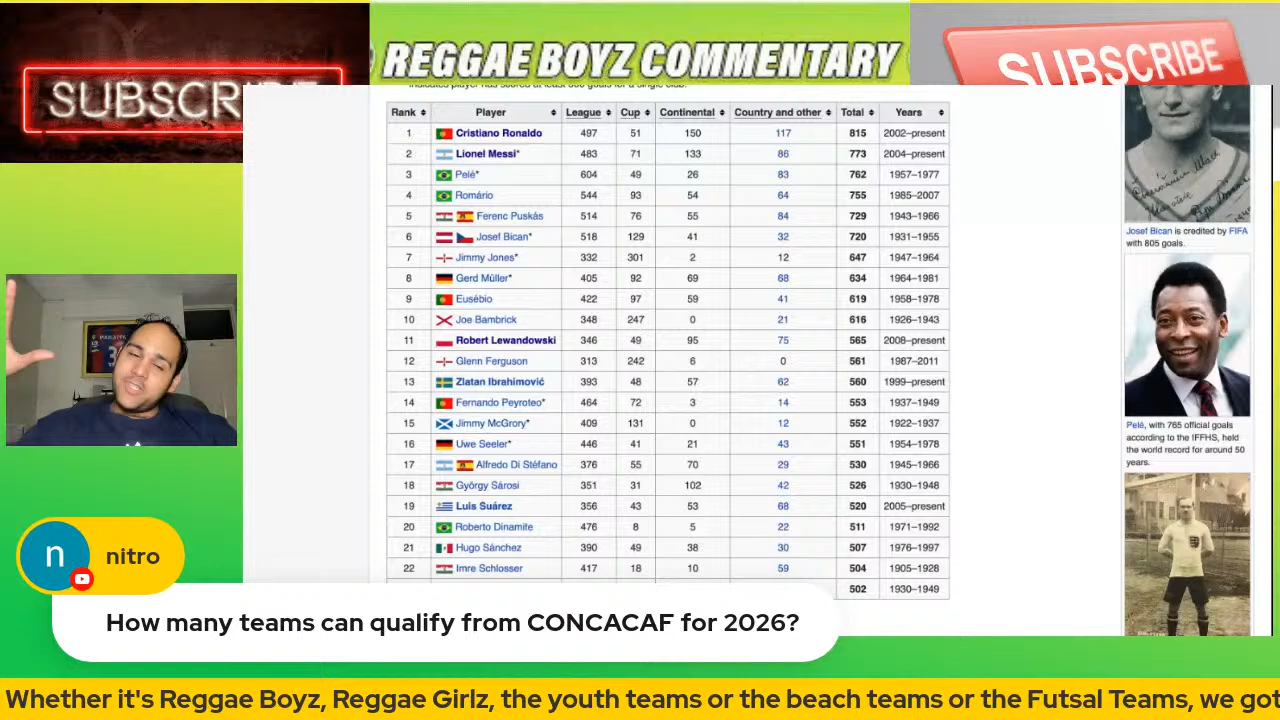 REGGAE BOYZ COMMENTARY
SUBSCR
SUBSCRIBE
Rank Player League Cup Continental Country and other Total Years
1 Cristiano Ronaldo 497 51 150 117 815 2002–present
2 Lionel Messi* 483 71 133 86 773 2004–present
3 Pelé* 604 49 26 83 762 1957–1977
4 Romário 544 93 54 64 755 1985–2007
5 Ferenc Puskás 514 76 55 84 729 1943–1966
6 Josef Bican* 518 129 41 32 720 1931–1955
7 Jimmy Jones* 332 301 2 12 647 1947–1964
8 Gerd Müller* 405 92 69 68 634 1964–1981
9 Eusébio 422 97 59 41 619 1958–1978
10 Joe Bambrick 348 247 0 21 616 1926–1943
11 Robert Lewandowski 346 49 95 75 565 2008–present
12 Glenn Ferguson 313 242 6 0 561 1987–2011
13 Zlatan Ibrahimović 393 48 57 62 560 1999–present
14 Fernando Peyroteo* 464 72 3 14 553 1937–1949
15 Jimmy McGrory* 409 131 0 12 552 1922–1937
16 Uwe Seeler* 446 41 21 43 551 1954–1978
17 Alfredo Di Stéfano 376 55 70 29 530 1945–1966
18 György Sárosi 351 31 102 42 526 1930–1948
19 Luis Suárez 356 43 53 68 520 2005–present
20 Roberto Dinamite 476 8 5 22 511 1971–1992
21 Hugo Sánchez 390 49 38 30 507 1976–1997
22 Imre Schlosser 417 18 10 59 504 1905–1928
502 1930–1949
Josef Bican is credited by FIFA
with 805 goals.
Pelé, with 765 official goals
according to the IFFHS, held
the world record for around 50
years.
n nitro
How many teams can qualify from CONCACAF for 2026?
Whether it's Reggae Boyz, Reggae Girlz, the youth teams or the beach teams or the Futsal Teams, we got